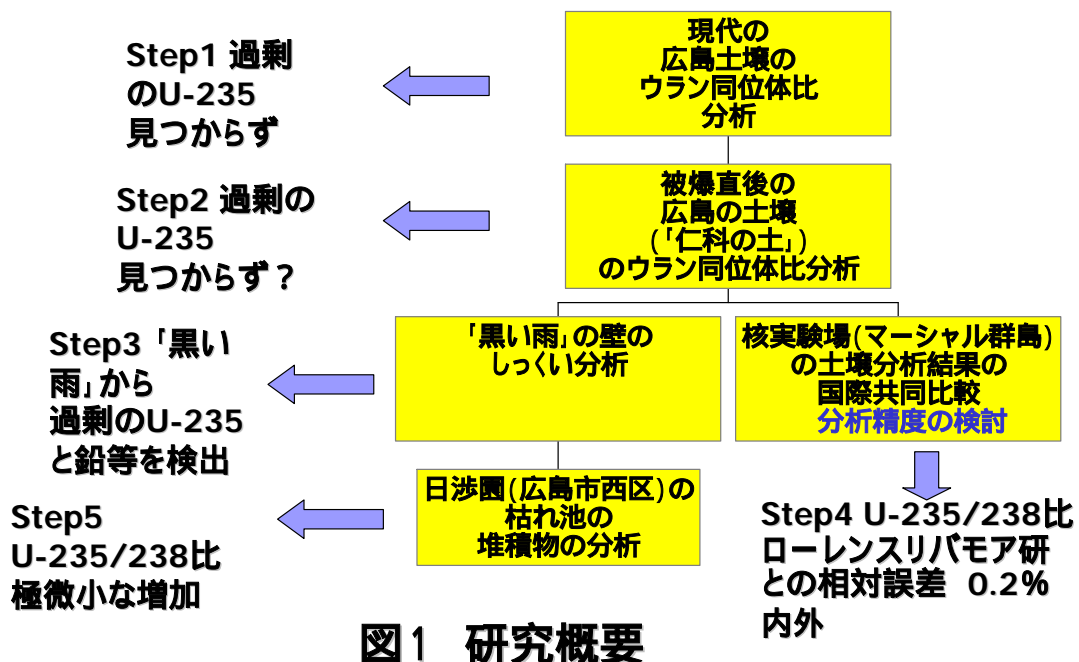 現代の
広島土壌の
ウラン同位体比
分析
Step1 過剰
のU-235
見つからず
被爆直後の
広島の土壌
(「仁科の土」)
のウラン同位体比分析
Step2 過剰の
U-235
見つからず？
「黒い雨」の壁の
しっくい分析
Step3 「黒い
雨」から
過剰のU-235
と鉛等を検出
核実験場(マーシャル群島)
の土壌分析結果の
国際共同比較
分析精度の検討
Step4 U-235/238比
ローレンスリバモア研
との相対誤差 0.2%
内外
日渉園(広島市西区)の
枯れ池の
堆積物の分析
Step5
U-235/238比
極微小な増加
図1 研究概要